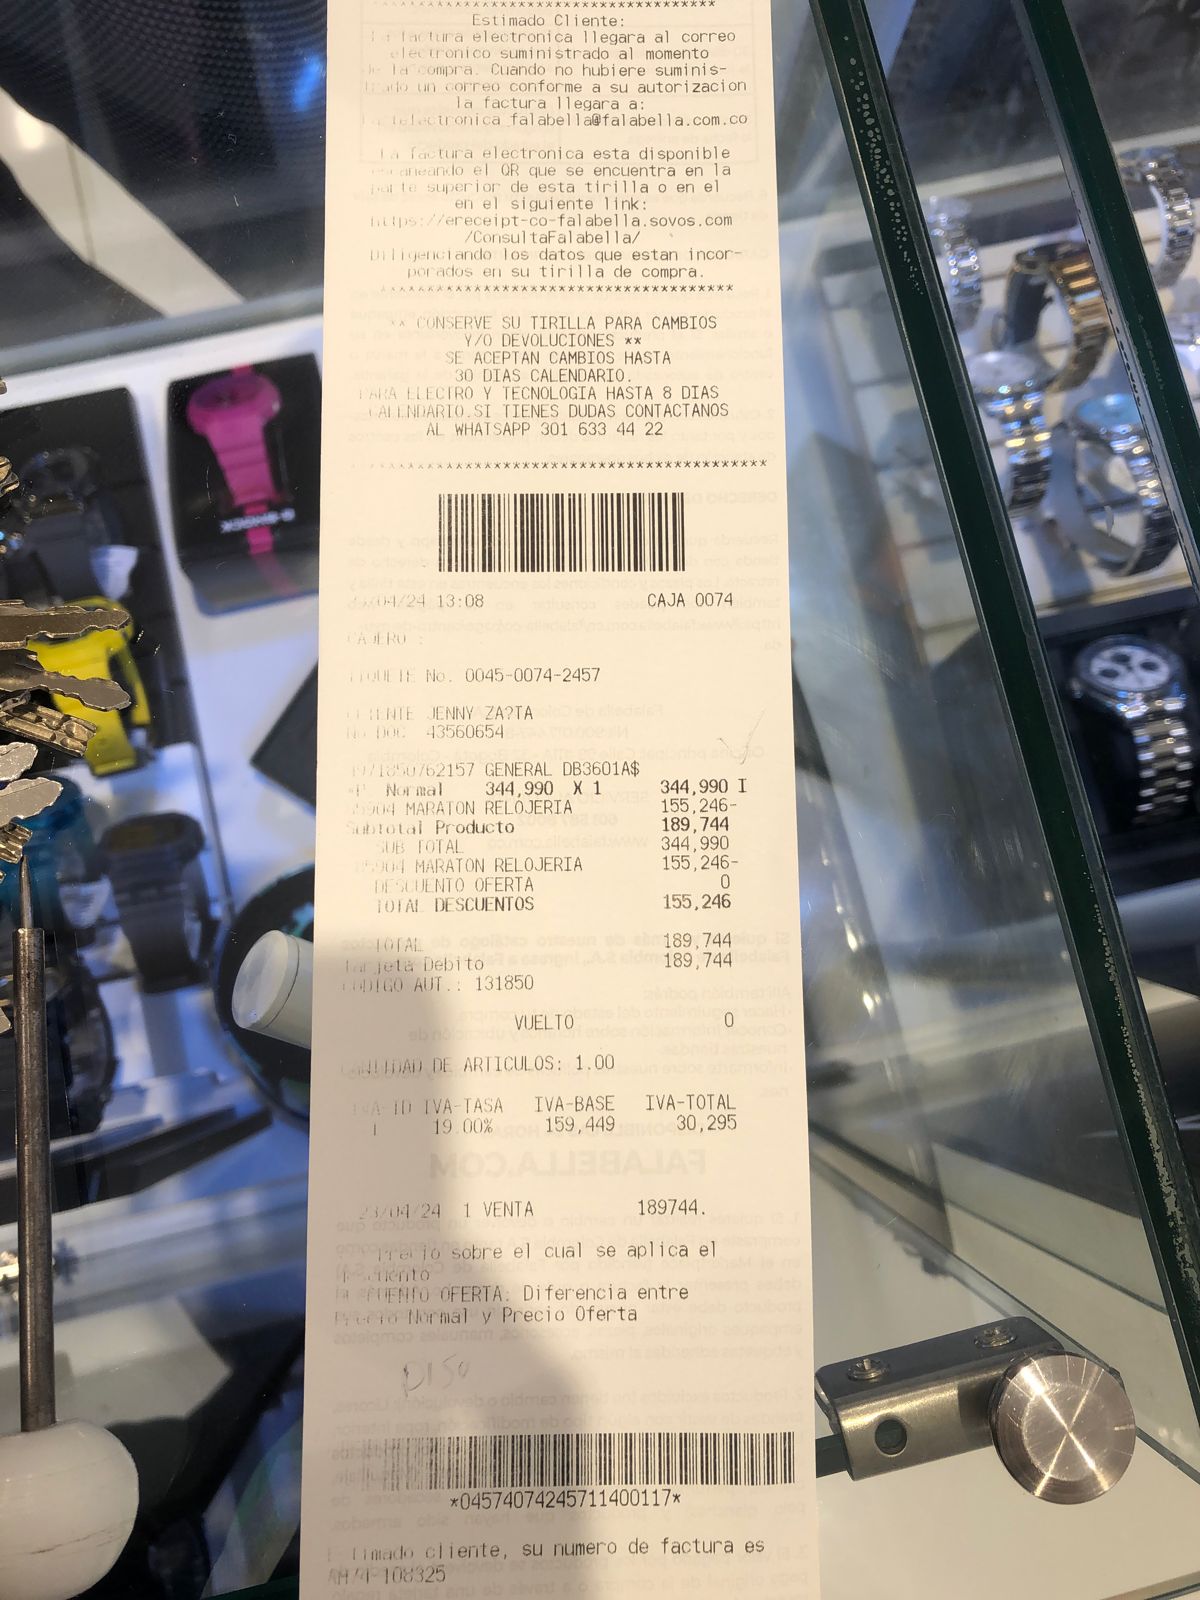 Estimado Cliente:
La factura electronica llegara al correo
electronico suministrado al momento
de la compra. Cuando no hubiere suminis-
trado un correo conforme a su autorizacion
la factura llegara a:
falabella@falabella.com.co
La factura electronica esta disponible
escaneando el QR que se encuentra en la
parte superior de esta tirilla o en el
en el siguiente link:
https://ereceipt-co-falabella.sovos.com
/ConsultaFalabella/
Diligenciando los datos que estan incor-
porados en su tirilla de compra.
** CONSERVE SU TIRILLA PARA CAMBIOS
Y/O DEVOLUCIONES **
SE ACEPTAN CAMBIOS HASTA
30 DIAS CALENDARIO.
PARA ELECTRO Y TECNOLOGIA HASTA 8 DIAS
CALENDARIO.SI TIENES DUDAS CONTACTANOS
AL WHATSAPP 301 633 44 22
23/04/24 13:08 CAJA 0074
CAJERO :
TIQUETE No. 0045-0074-2457
CLIENTE JENNY ZA?TA
No DOC 43560654
GENERAL DB3601A$
Normal 344,990 X 1 344,990 I
MARATON RELOJERIA 155,246-
Subtotal Producto 189,744
SUB TOTAL 344,990
MARATON RELOJERIA 155,246-
DESCUENTO OFERTA 0
TOTAL DESCUENTOS 155,246
TOTAL 189,744
Tarjeta Debito 189,744
CODIGO AUT.: 131850
VUELTO 0
CANTIDAD DE ARTICULOS: 1.00
IVA-ID IVA-TASA IVA-BASE IVA-TOTAL
I 19.00% 159,449 30,295
23/04/24 1 VENTA 189744.
Precio sobre el cual se aplica el
descuento
DESCUENTO OFERTA: Diferencia entre
Precio Normal y Precio Oferta
*04574074245711400117*
Estimado cliente, su numero de factura es
108325
G-SHOCK